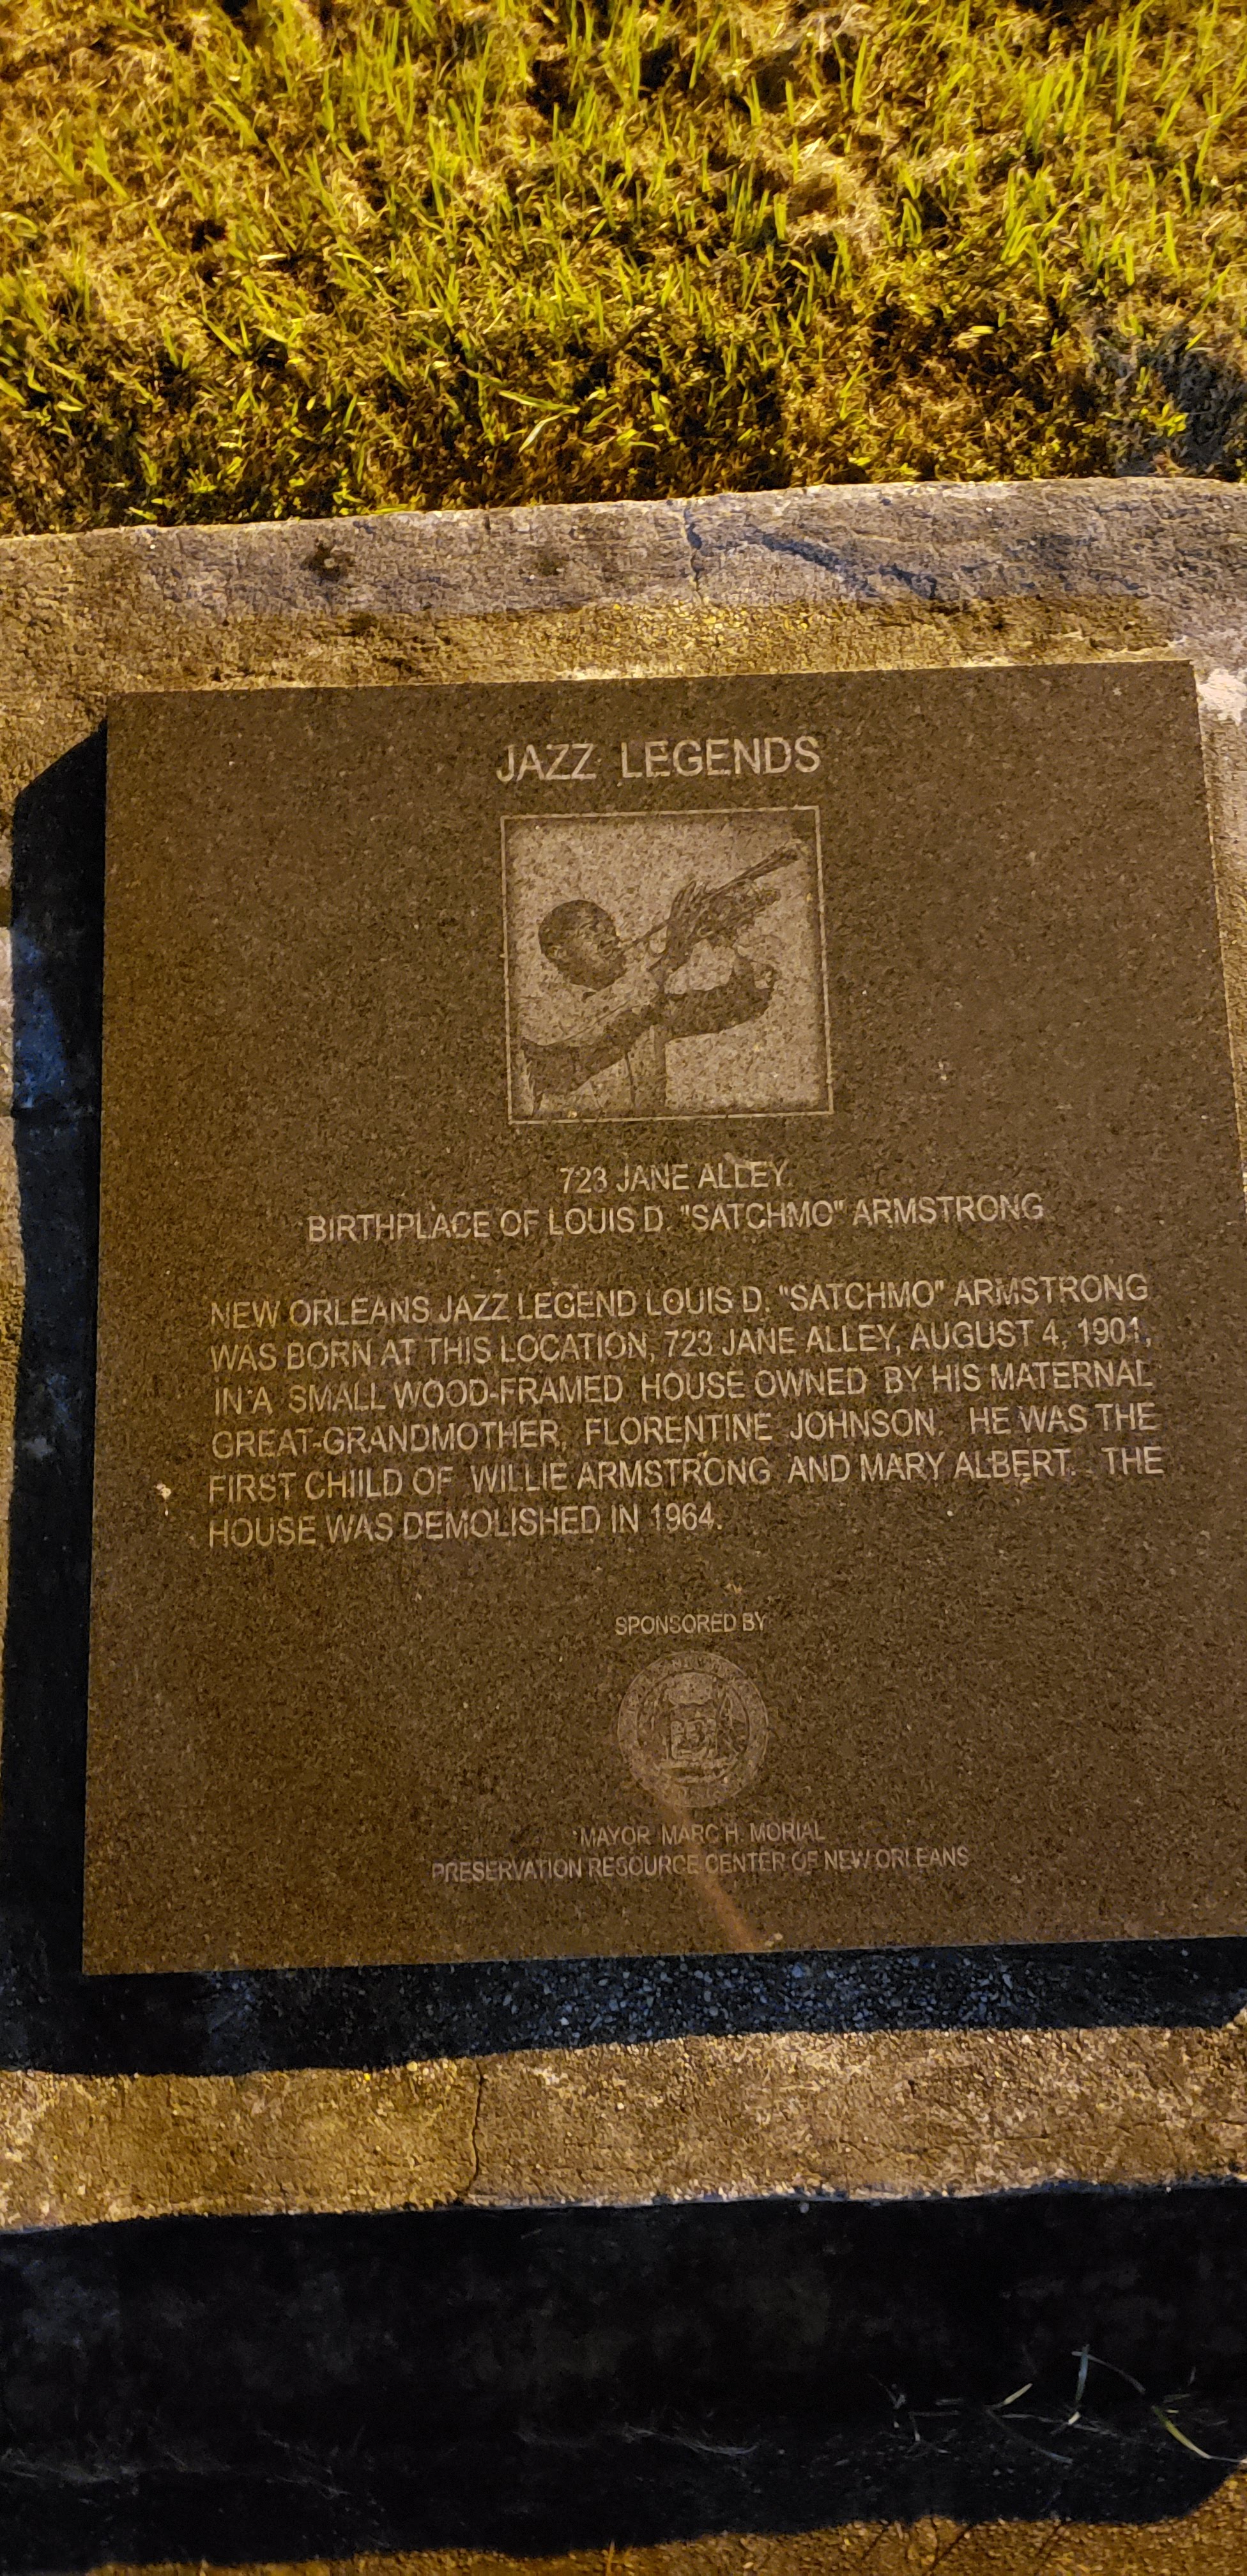 JAZZ LEGENDS
723 JANE ALLEY
BIRTHPLACE OF LOUIS D. "SATCHMO" ARMSTRONG
NEW ORLEANS JAZZ LEGEND LOUIS D. "SATCHMO" ARMSTRONG
WAS BORN AT THIS LOCATION, 723 JANE ALLEY, AUGUST 4, 1901,
IN A SMALL WOOD-FRAMED HOUSE OWNED BY HIS MATERNAL
GREAT-GRANDMOTHER, FLORENTINE JOHNSON. HE WAS THE
FIRST CHIILD OF WILLIE ARMSTRONG AND MARY ALBERT. THE
HOUSE WAS DEMOLISHED IN 1964.
SPONSORED BY
MAYOR MARC H. MORIAL
PRESERVATION RESOURCE CENTER OF NEW ORLEANS